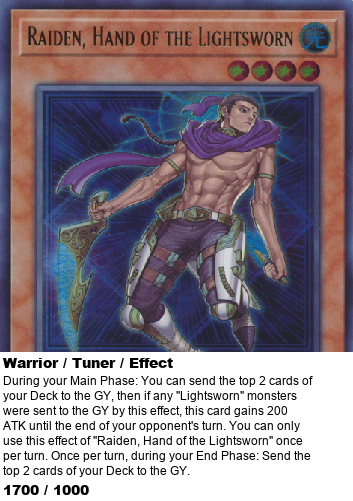 RAIDEN, HAND OF THE LIGHTSWORN 光
Warrior / Tuner / Effect
During your Main Phase: You can send the top 2 cards of
your Deck to the GY, then if any "Lightsworn" monsters
were sent to the GY by this effect, this card gains 200
ATK until the end of your opponent's turn. You can only
use this effect of "Raiden, Hand of the Lightsworn" once
per turn. Once per turn, during your End Phase: Send the
top 2 cards of your Deck to the GY.
1700 / 1000